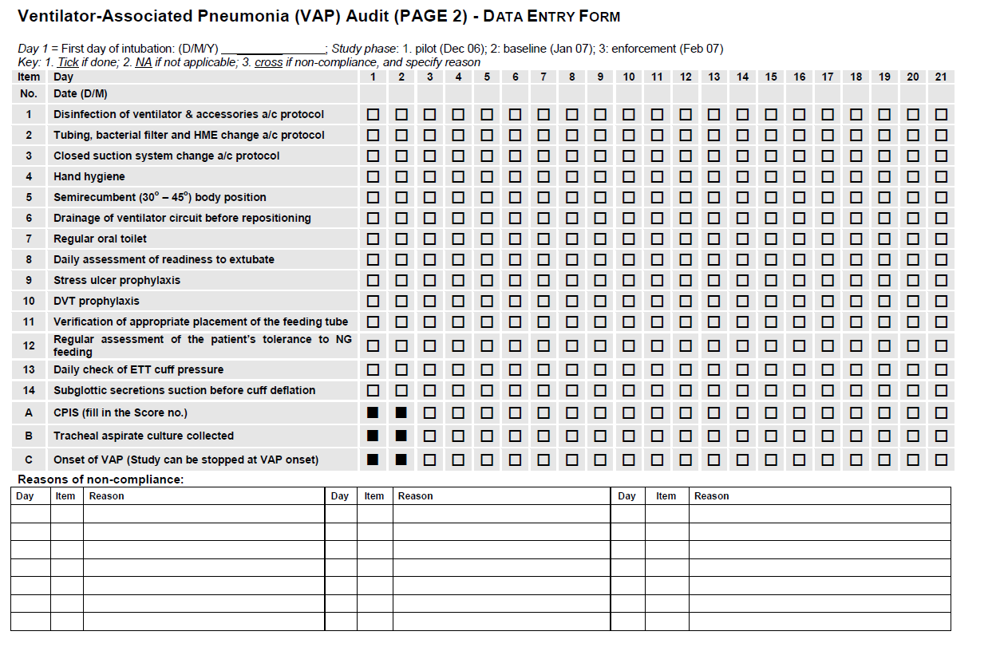 Ventilator-Associated Pneumonia (VAP) Audit (PAGE 2) - DATA ENTRY FORM
Day 1 = First day of intubation: (D/M/Y) ________________; Study phase: 1. pilot (Dec 06); 2: baseline (Jan 07); 3: enforcement (Feb 07)
Key: 1. Tick if done; 2. NA if not applicable; 3. cross if non-compliance, and specify reason
Item Day 1 2 3 4 5 6 7 8 9 10 11 12 13 14 15 16 17 18 19 20 21
No. Date (D/M)
1 Disinfection of ventilator & accessories a/c protocol
2 Tubing, bacterial filter and HME change a/c protocol
3 Closed suction system change a/c protocol
4 Hand hygiene
5 Semirecumbent (30° – 45°) body position
6 Drainage of ventilator circuit before repositioning
7 Regular oral toilet
8 Daily assessment of readiness to extubate
9 Stress ulcer prophylaxis
10 DVT prophylaxis
11 Verification of appropriate placement of the feeding tube
12 Regular assessment of the patient's tolerance to NG
feeding
13 Daily check of ETT cuff pressure
14 Subglottic secretions suction before cuff deflation
A CPIS (fill in the Score no.)
B Tracheal aspirate culture collected
C Onset of VAP (Study can be stopped at VAP onset)
Reasons of non-compliance:
Day Item Reason Day Item Reason Day Item Reason